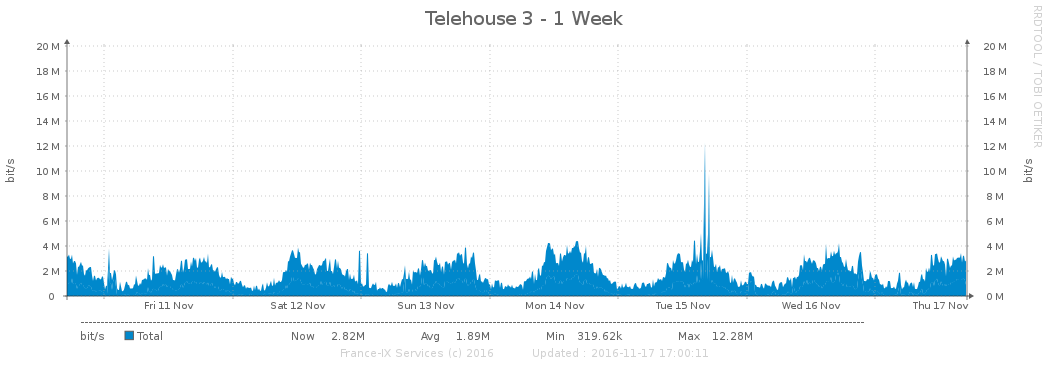 Telehouse 3 - 1 Week
RRDTOOL / TOBI OETIKER
20 M 20 M
18 M 18 M
16 M 16 M
14 M 14 M
12 M 12 M
10 M 10 M
8 M 8 M
6 M 6 M
4 M 4 M
2 M 2 M
0 0 M
bit/s bit/s
Fri 11 Nov Sat 12 Nov Sun 13 Nov Mon 14 Nov Tue 15 Nov Wed 16 Nov Thu 17 Nov
bit/s Total Now 2.82M Avg 1.89M Min 319.62k Max 12.28M
France-IX Services (c) 2016 Updated : 2016-11-17 17:00:11